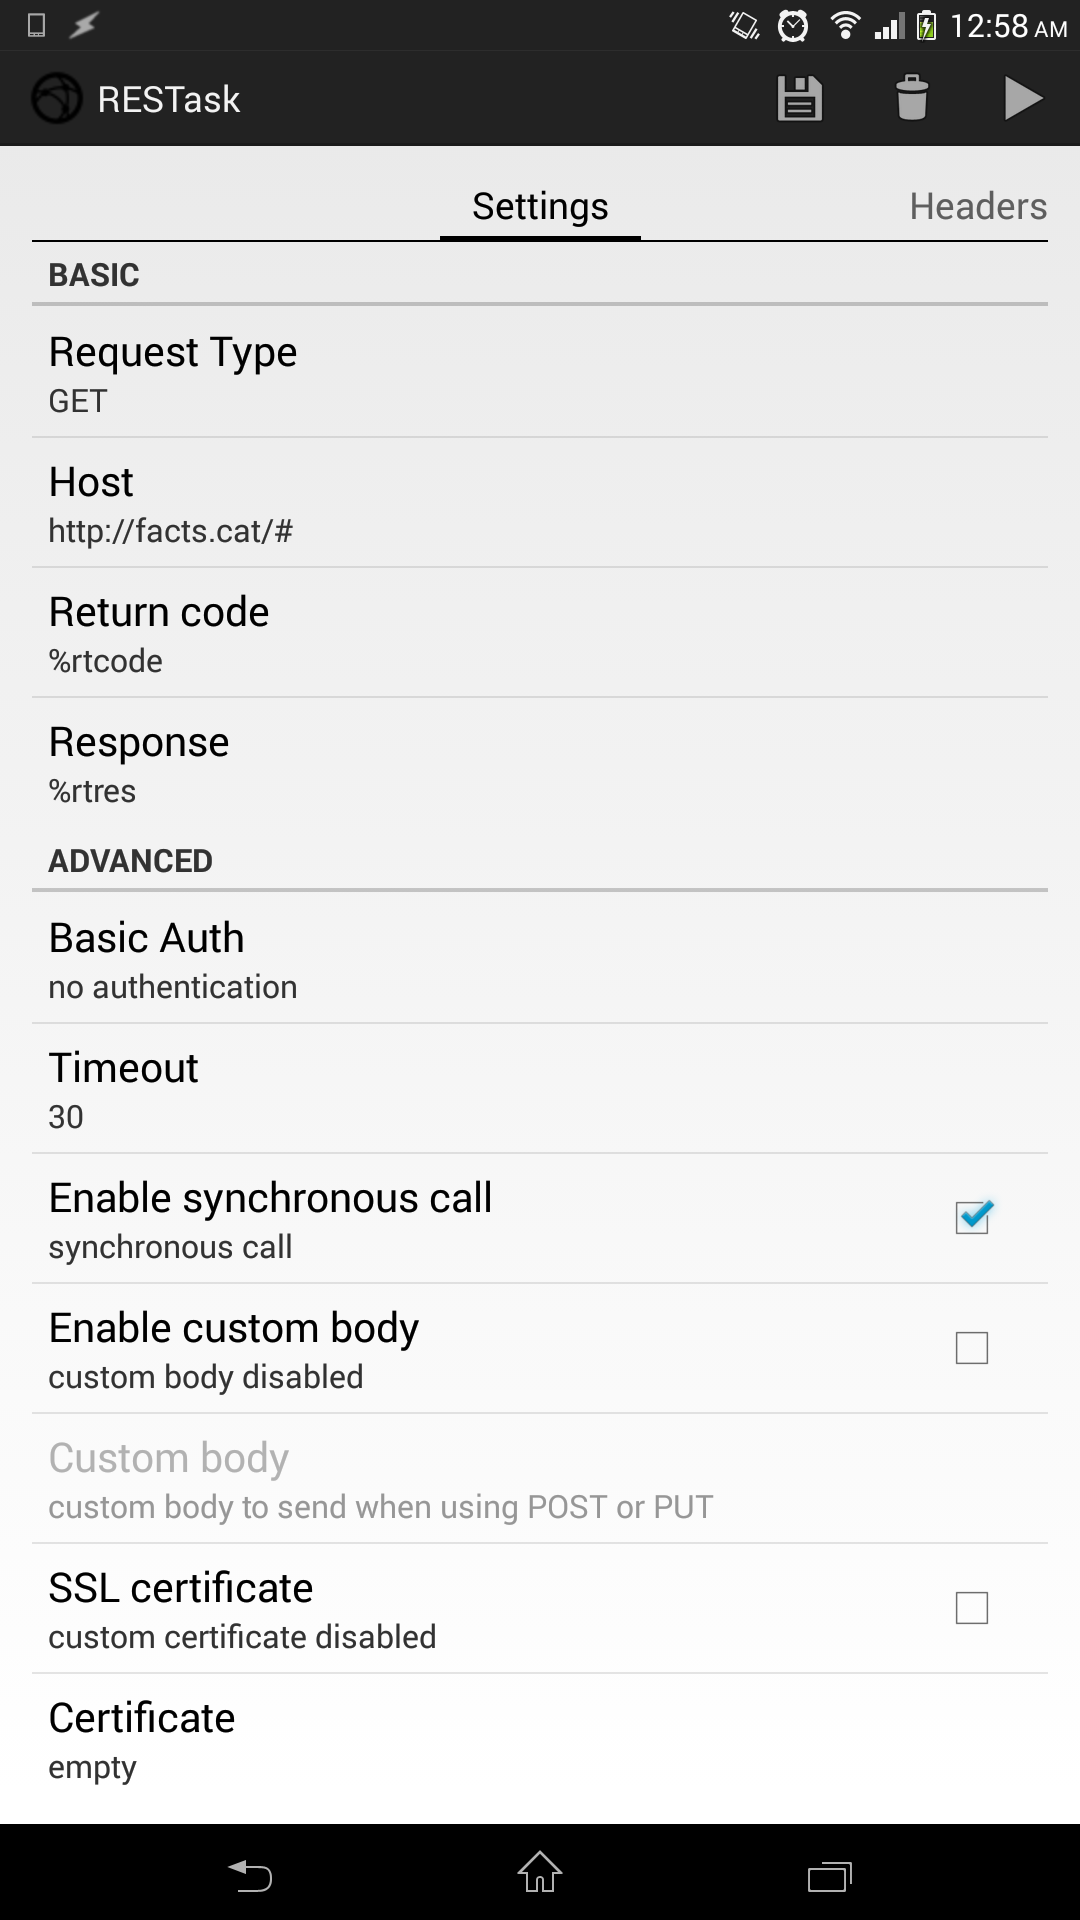 12:58 AM
RESTask
Settings
Headers
BASIC
Request Type
GET
Host
http://facts.cat/#
Return code
%rtcode
Response
%rtres
ADVANCED
Basic Auth
no authentication
Timeout
30
Enable synchronous call
synchronous call
Enable custom body
custom body disabled
Custom body
custom body to send when using POST or PUT
SSL certificate
custom certificate disabled
Certificate
empty